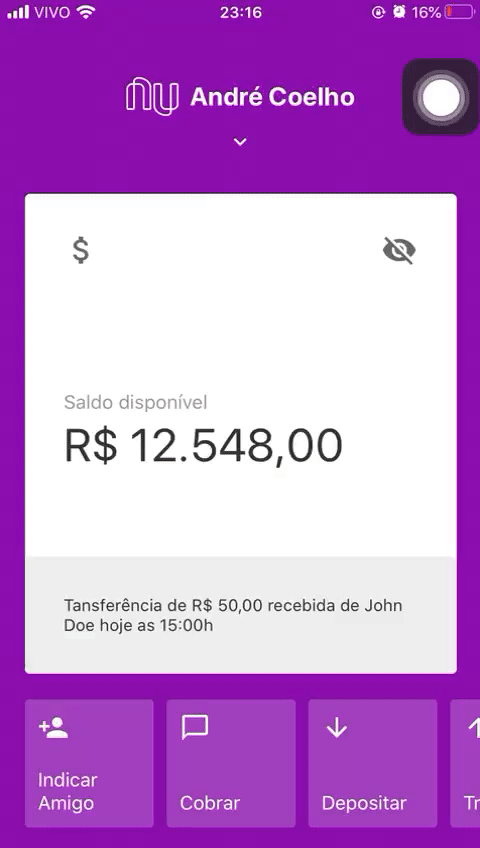 VIVO 23:16 16%
nu André Coelho
$
Saldo disponível
R$ 12.548,00
Tansferência de R$ 50,00 recebida de John
Doe hoje as 15:00h
Indicar
Amigo
Cobrar
Depositar
Tr